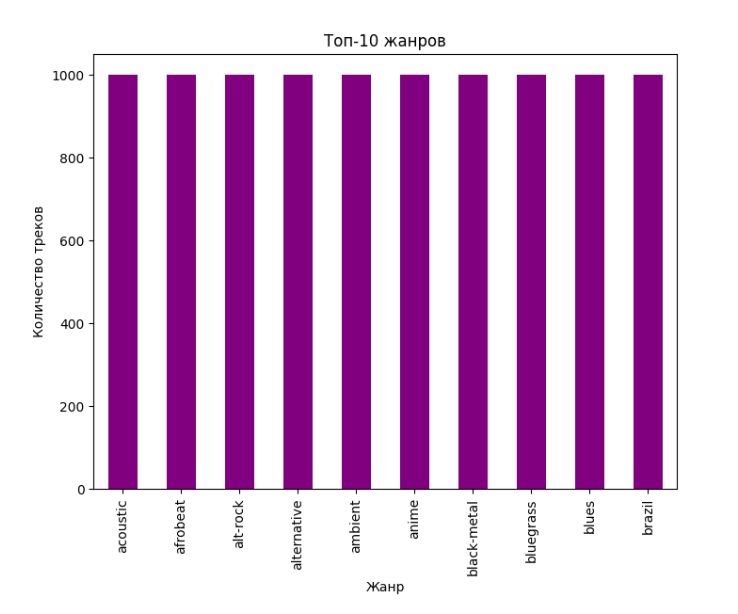 Топ-10 жанров
1000
800
600
400
200
0
Количество треков
acoustic
afrobeat
alt-rock
alternative
ambient
anime
black-metal
bluegrass
blues
brazil
Жанр